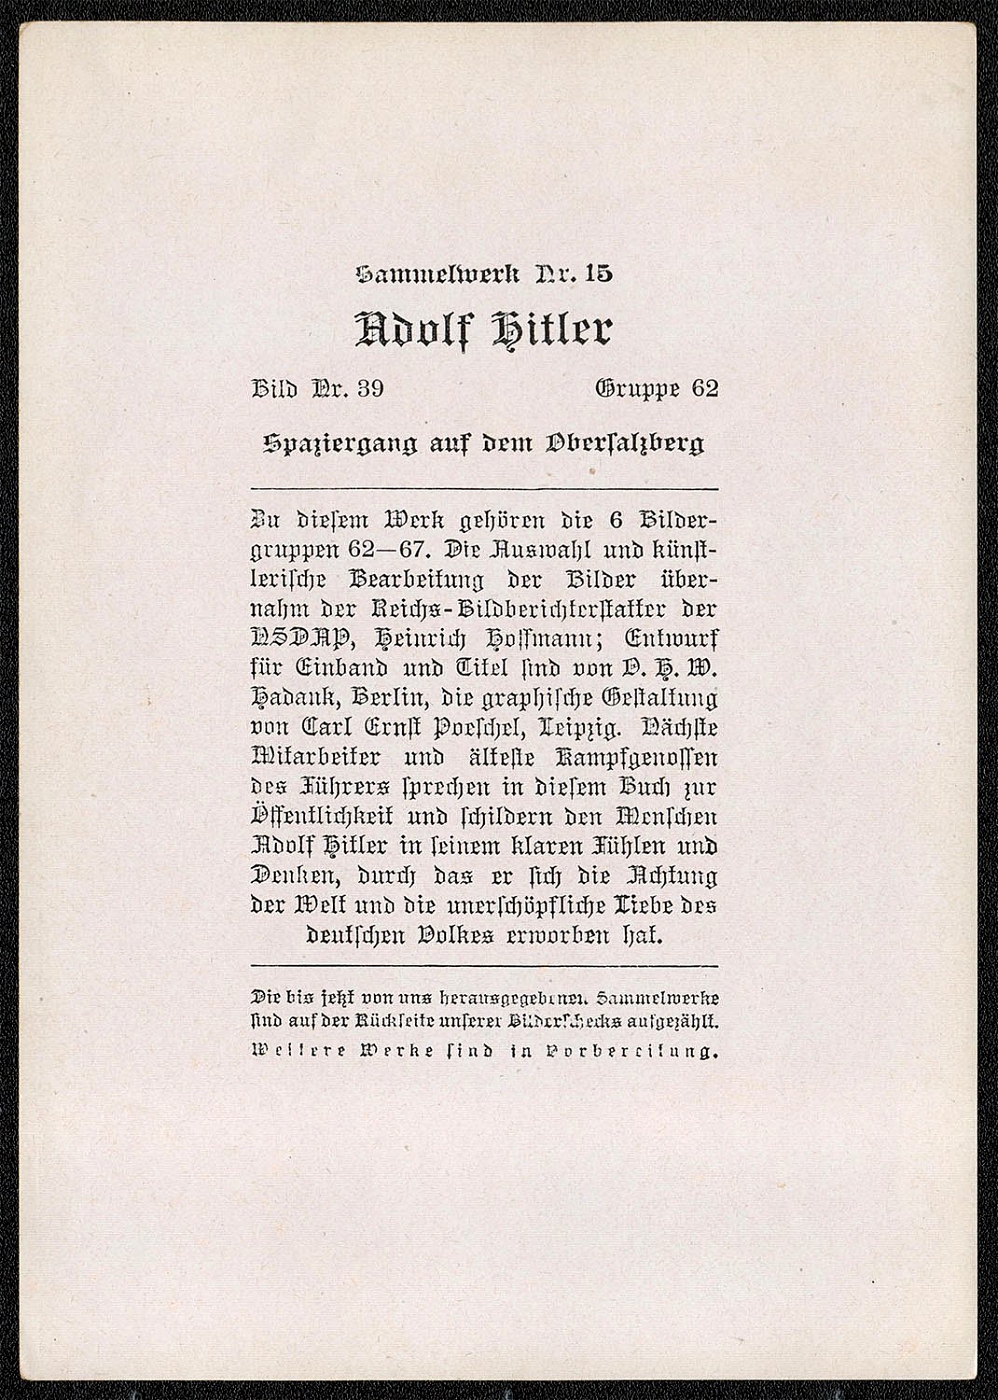 Sammelwerk Nr. 15
Adolf Hitler
Bild Nr. 39 Gruppe 62
Spaziergang auf dem Obersalzberg
Zu diesem Werk gehören die 6 Bilder-
gruppen 62—67. Die Auswahl und künst-
lerische Bearbeitung der Bilder über-
nahm der Reichs-Bildberichterstatter der
NSDAP, Heinrich Hoffmann; Entwurf
für Einband und Titel sind von O. H. W.
Hadank, Berlin, die graphische Gestaltung
von Carl Ernst Poeschel, Leipzig. Nächste
Mitarbeiter und älteste Kampfgenossen
des Führers sprechen in diesem Buch zur
Öffentlichkeit und schildern den Menschen
Adolf Hitler in seinem klaren Fühlen und
Denken, durch das er sich die Achtung
der Welt und die unerschöpfliche Liebe des
deutschen Volkes erworben hat.
Die bis jetzt von uns herausgegebenen Sammelwerke
sind auf der Rückseite unserer Bilderschecks aufgezählt.
Weitere Werke sind in Vorbereitung.